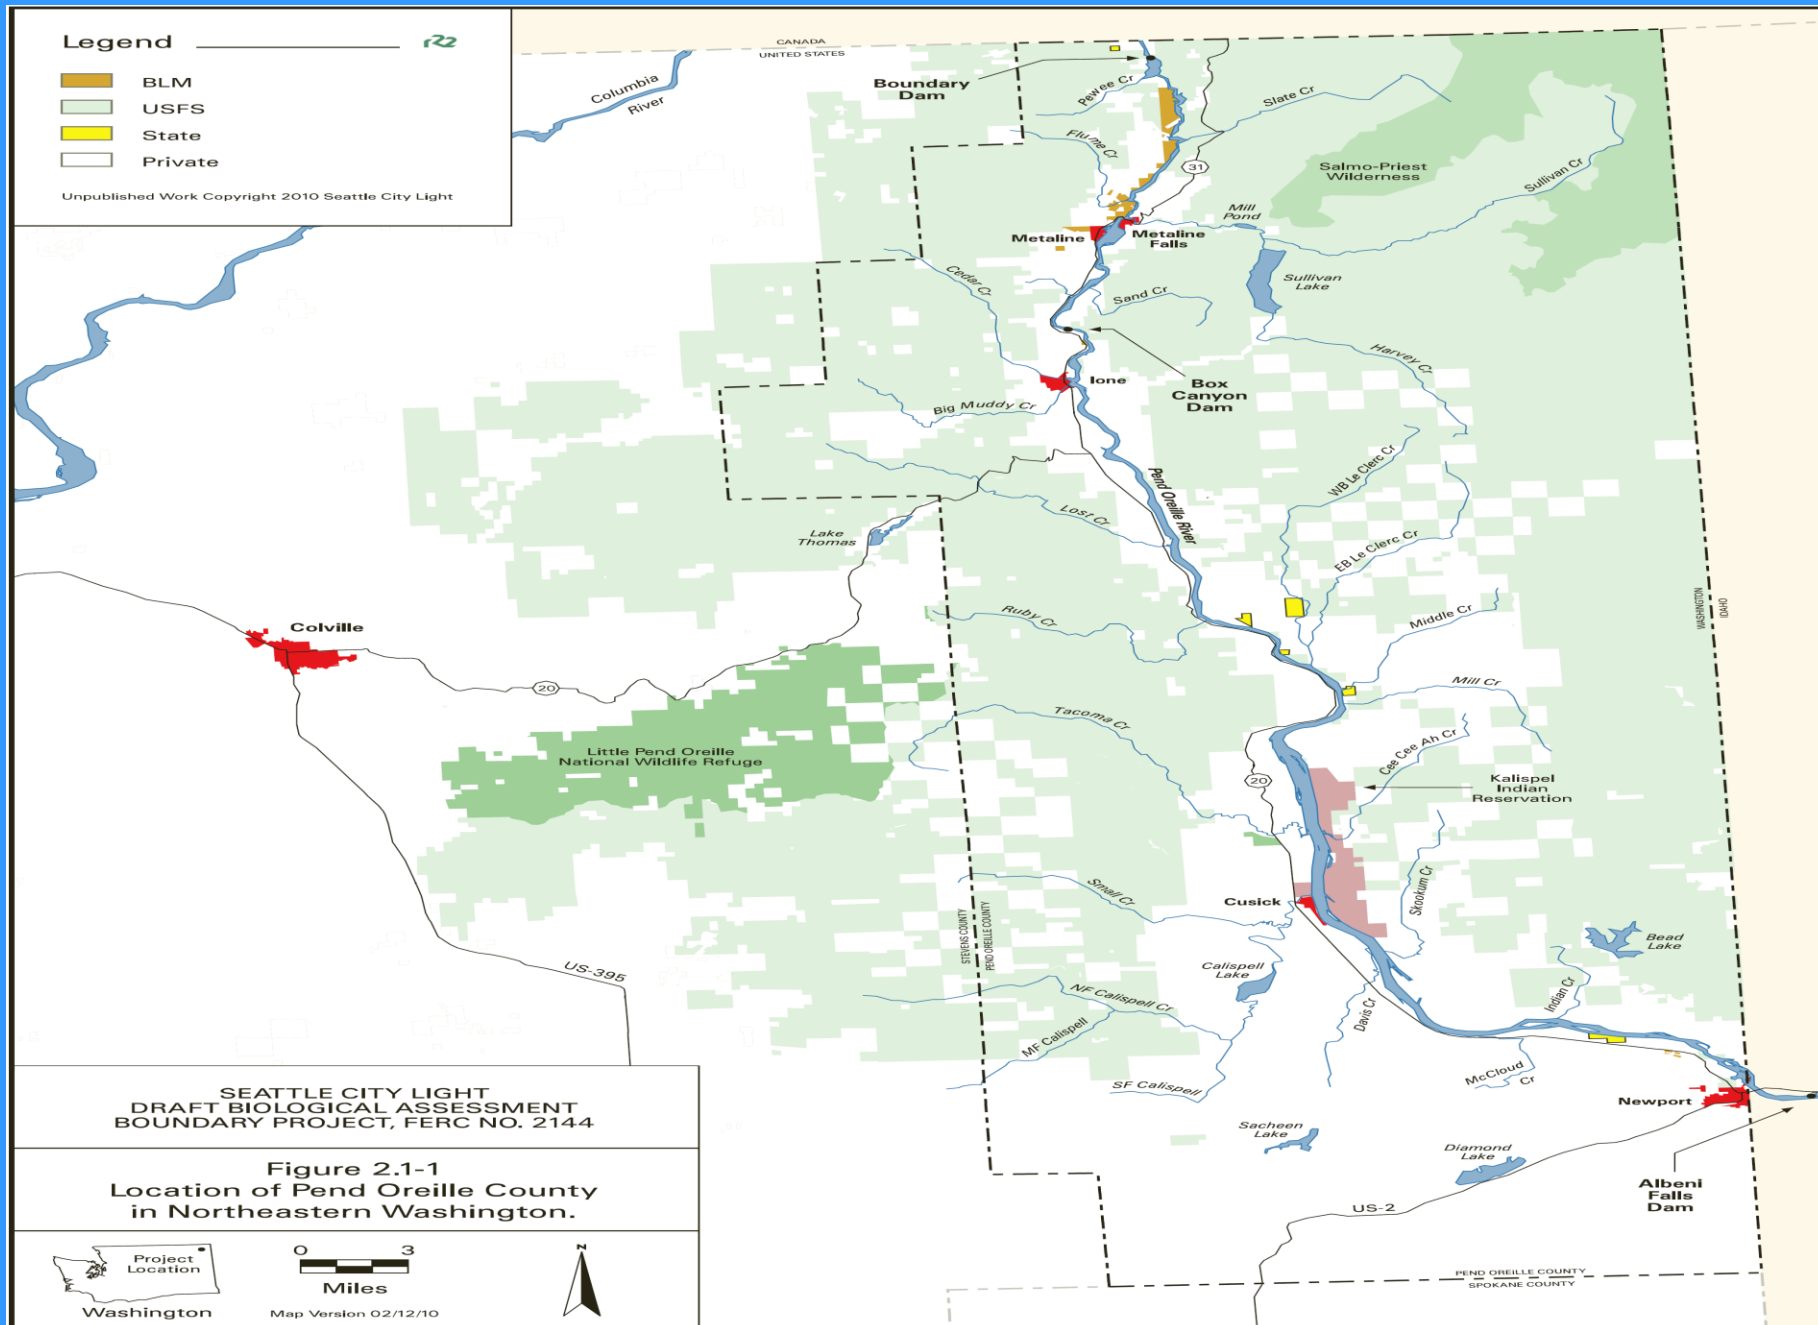 Legend
r22
BLM
USFS
State
Private
Unpublished Work Copyright 2010 Seattle City Light
CANADA
UNITED STATES
Columbia
River
Boundary
Dam
Pewee Cr
Slate Cr
Flume Cr
31
Salmo-Priest
Wilderness
Sullivan Cr
Mill
Pond
Metaline
Metaline
Falls
Cedar Cr
Sullivan
Lake
Sand Cr
Harvey Cr
Ione
Box
Canyon
Dam
Big Muddy Cr
WB Le Clerc Cr
Pend Oreille River
Lost Cr
Lake
Thomas
EB Le Clerc Cr
WASHINGTON
IDAHO
Ruby Cr
Middle Cr
Colville
20
Mill Cr
Tacoma Cr
Cee Cee Ah Cr
Little Pend Oreille
National Wildlife Refuge
20
Kalispel
Indian
Reservation
Small Cr
Skookum Cr
Cusick
STEVENS COUNTY
PEND OREILLE COUNTY
Bead
Lake
Calispell
Lake
US-395
NF Calispell Cr
Indian Cr
Davis Cr
MF Calispell
SF Calispell
McCloud
Cr
Newport
Sacheen
Lake
Diamond
Lake
Albeni
Falls
Dam
US-2
PEND OREILLE COUNTY
SPOKANE COUNTY
SEATTLE CITY LIGHT
DRAFT BIOLOGICAL ASSESSMENT
BOUNDARY PROJECT, FERC NO. 2144
Figure 2.1-1
Location of Pend Oreille County
in Northeastern Washington.
Project
Location
Washington
0 3
Miles
Map Version 02/12/10
N